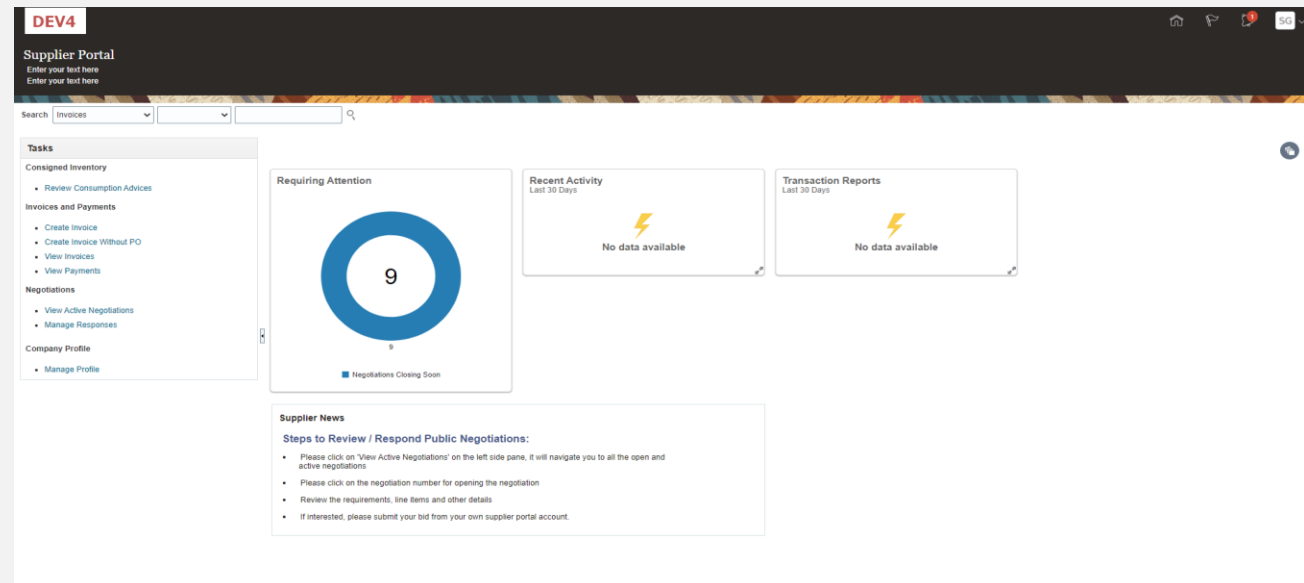 DEV4
1
SG
Supplier Portal
Enter your text here
Enter your text here
Search Invoices
Tasks
Consigned Inventory
Review Consumption Advices
Invoices and Payments
Create Invoice
Create Invoice Without PO
View Invoices
View Payments
Negotiations
View Active Negotiations
Manage Responses
Company Profile
Manage Profile
Requiring Attention
9
9
Negotiations Closing Soon
Recent Activity
Last 30 Days
No data available
Transaction Reports
Last 30 Days
No data available
Supplier News
Steps to Review / Respond Public Negotiations:
Please click on 'View Active Negotiations' on the left side pane, it will navigate you to all the open and
active negotiations
Please click on the negotiation number for opening the negotiation
Review the requirements, line items and other details
If interested, please submit your bid from your own supplier portal account.